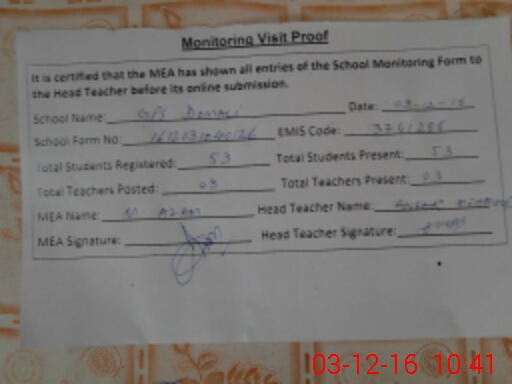 Monitoring Visit Proof
It is certified that the MEA has shown all entries of the School Monitoring Form to
the Head Teacher before its online submission.
School Name: GPS Date: 03-12-16
School Form No: EMIS Code:
Total Students Registered: 53 Total Students Present: 53
Total Teachers Posted: 03 Total Teachers Present: 03
MEA Name: M. AZAM Head Teacher Name:
MEA Signature: Head Teacher Signature:
03-12-16 10:41